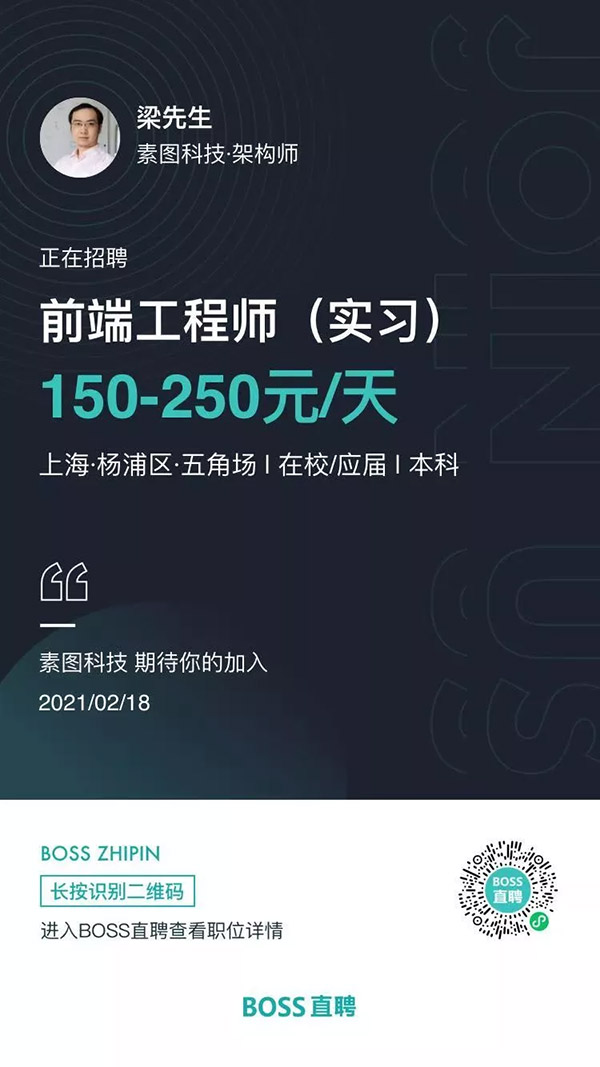 梁先生
素图科技·架构师
正在招聘
前端工程师（实习）
150-250元/天
上海·杨浦区·五角场 | 在校/应届 | 本科
素图科技 期待你的加入
2021/02/18
BOSS ZHIPIN
长按识别二维码
进入BOSS直聘查看职位详情
BOSS
直聘
BOSS直聘